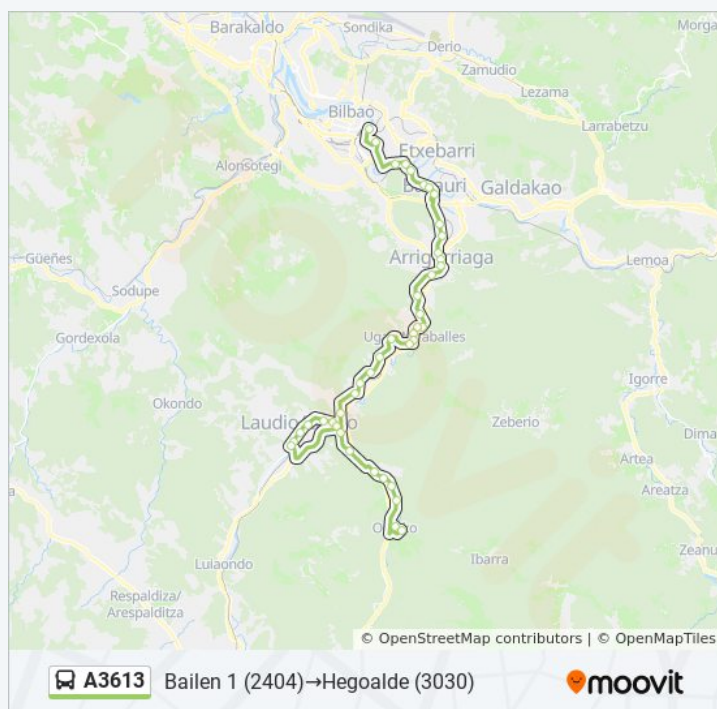 Barakaldo
Sondika
Morga
Derio
Zamudio
Lezama
Bilbao
Larrabetzu
Etxebarri
Alonsotegi
Galdakao
Güeñes
Arrigorriaga
Lemoa
Sodupe
Gordexola
Igorre
Okondo
Laudio
Zeberio
Dima
Artea
Areatza
Luiaondo
Ibarra
Zeanu
Respaldiza/
Arespalditza
© OpenStreetMap contributors | © OpenMapTiles
A3613 Bailen 1 (2404)→Hegoalde (3030) moovit